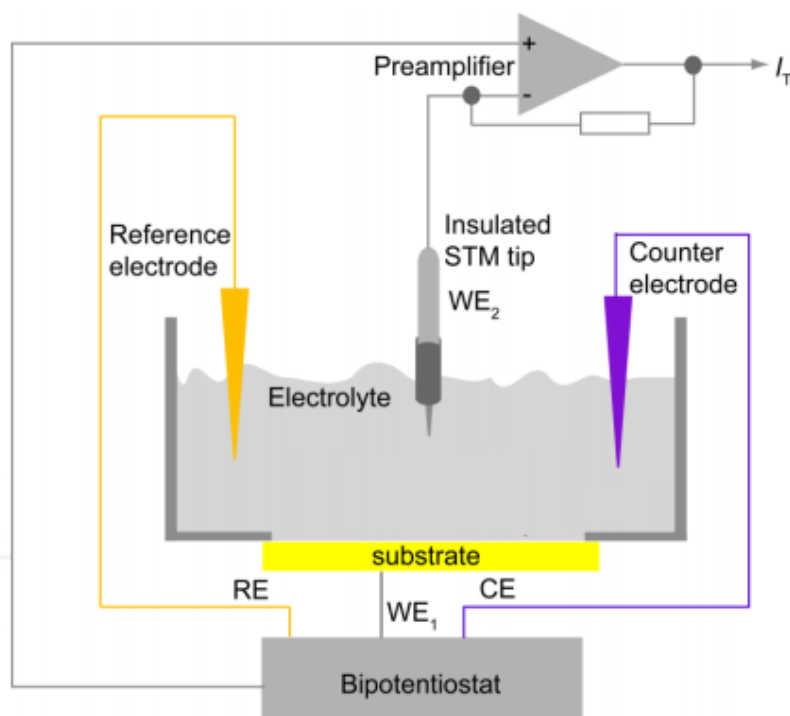 +
Preamplifier
-
I_T
Reference
electrode
Insulated
STM tip
WE₂
Counter
electrode
Electrolyte
substrate
RE
WE₁
CE
Bipotentiostat